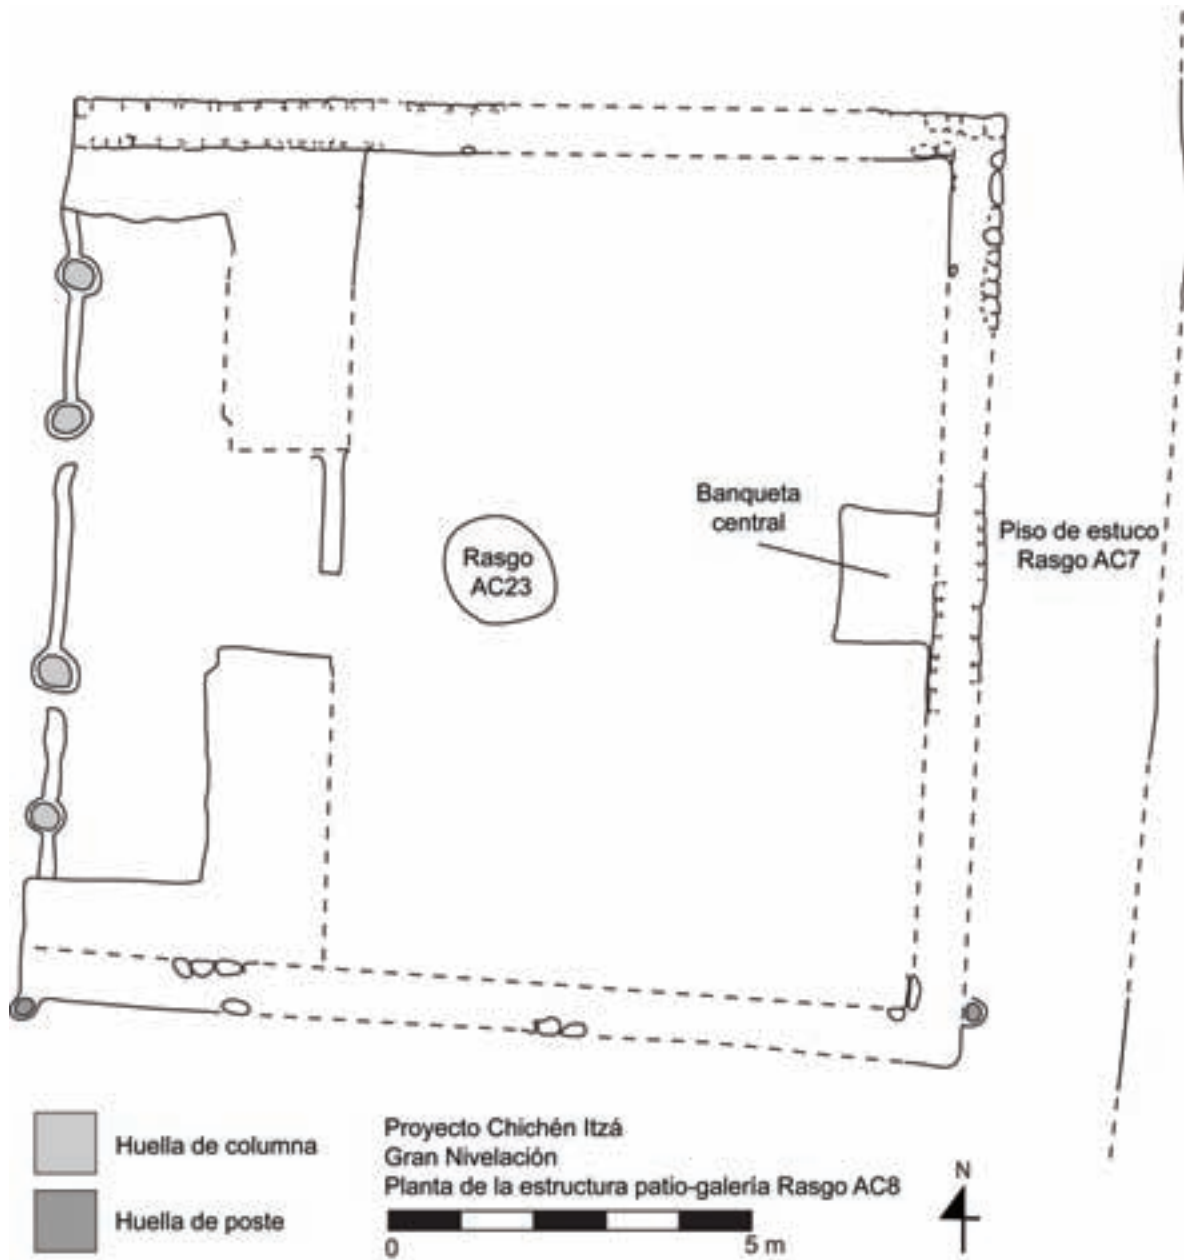 Banqueta
central
Rasgo
AC23
Piso de estuco
Rasgo AC7
Huella de columna
Huella de poste
Proyecto Chichén Itzá
Gran Nivelación
Planta de la estructura patio-galería Rasgo AC8
0
5 m
N